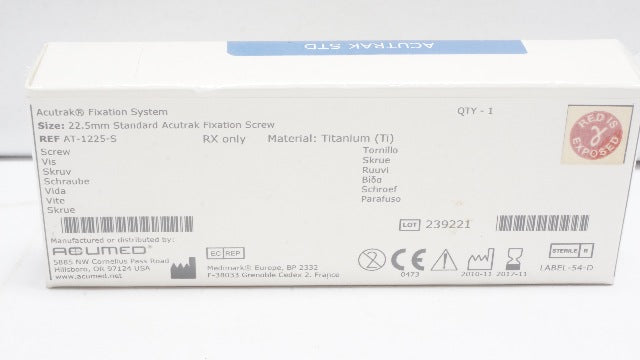 ACUTRAK STD
Acutrak® Fixation System
QTY - 1
Size: 22.5mm Standard Acutrak Fixation Screw
REF AT-1225-S RX only Material: Titanium (Ti)
Screw
Vis
Skruv
Schraube
Vida
Vite
Skrue
Tornillo
Skrue
Ruuvi
Βίδα
Schroef
Parafuso
RED IS
γ
EXPOSED
LOT 239221
Manufactured or distributed by:
ACUMED®
5885 NW Cornelius Pass Road
Hillsboro, OR 97124 USA
www.acumed.net
EC REP
Medmark® Europe, BP 2332
F-38033 Grenoble Cedex 2, France
2
CE
0473
2010-11
2012-11
STERILE R
LABEL-54-D